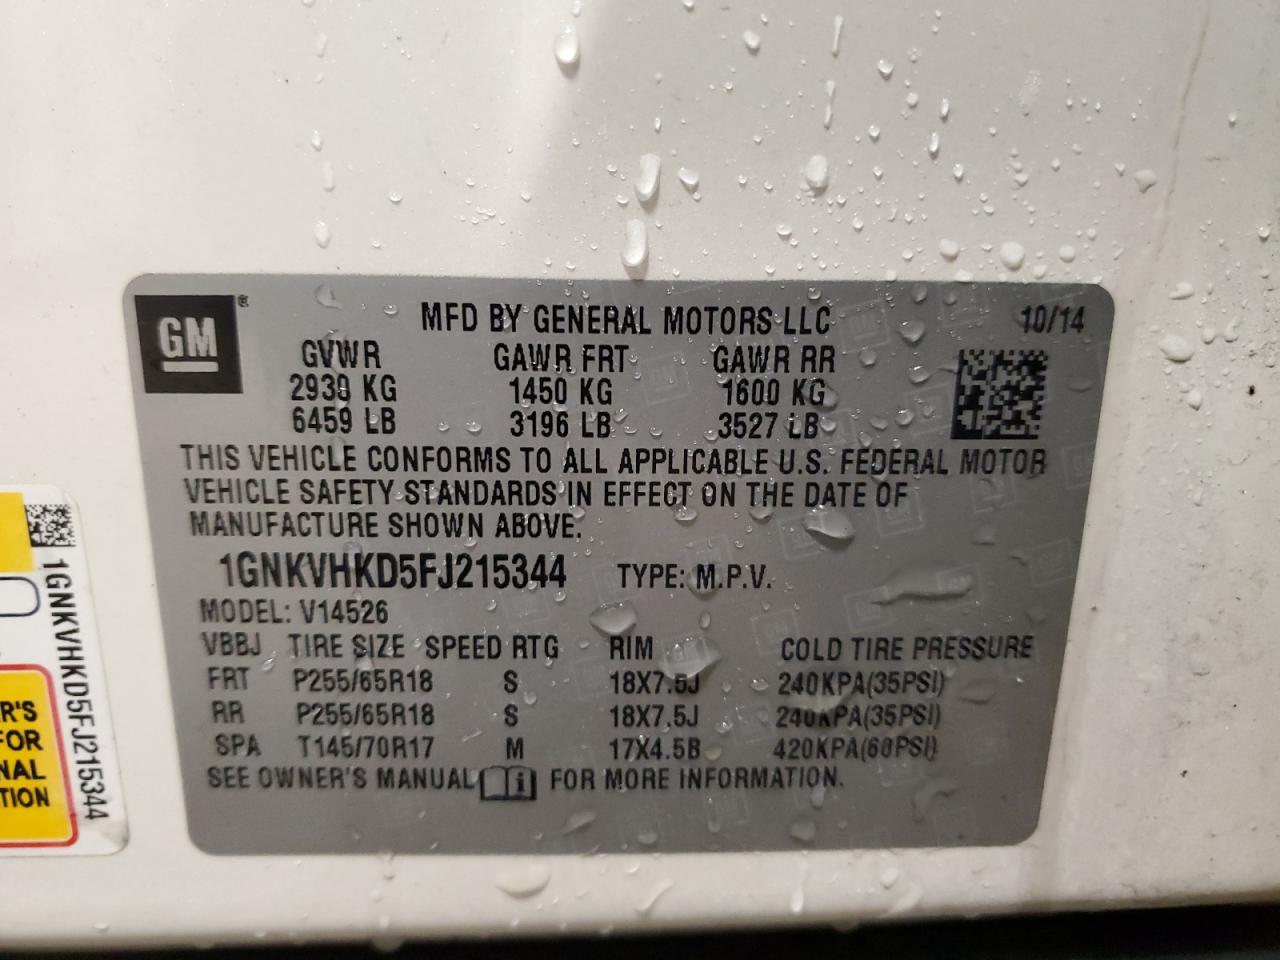 GM ®
MFD BY GENERAL MOTORS LLC 10/14
GVWR GAWR FRT GAWR RR
2930 KG 1450 KG 1600 KG
6459 LB 3196 LB 3527 LB
THIS VEHICLE CONFORMS TO ALL APPLICABLE U.S. FEDERAL MOTOR
VEHICLE SAFETY STANDARDS IN EFFECT ON THE DATE OF
MANUFACTURE SHOWN ABOVE.
1GNKVHKD5FJ215344 TYPE: M.P.V.
MODEL: V14526
VBBJ TIRE SIZE SPEED RTG RIM COLD TIRE PRESSURE
FRT P255/65R18 S 18X7.5J 240KPA(35PSI)
RR P255/65R18 S 18X7.5J 240KPA(35PSI)
SPA T145/70R17 M 17X4.5B 420KPA(60PSI)
SEE OWNER'S MANUAL i FOR MORE INFORMATION.
1GNKVHKD5FJ215344
R'S
FOR
NAL
TION